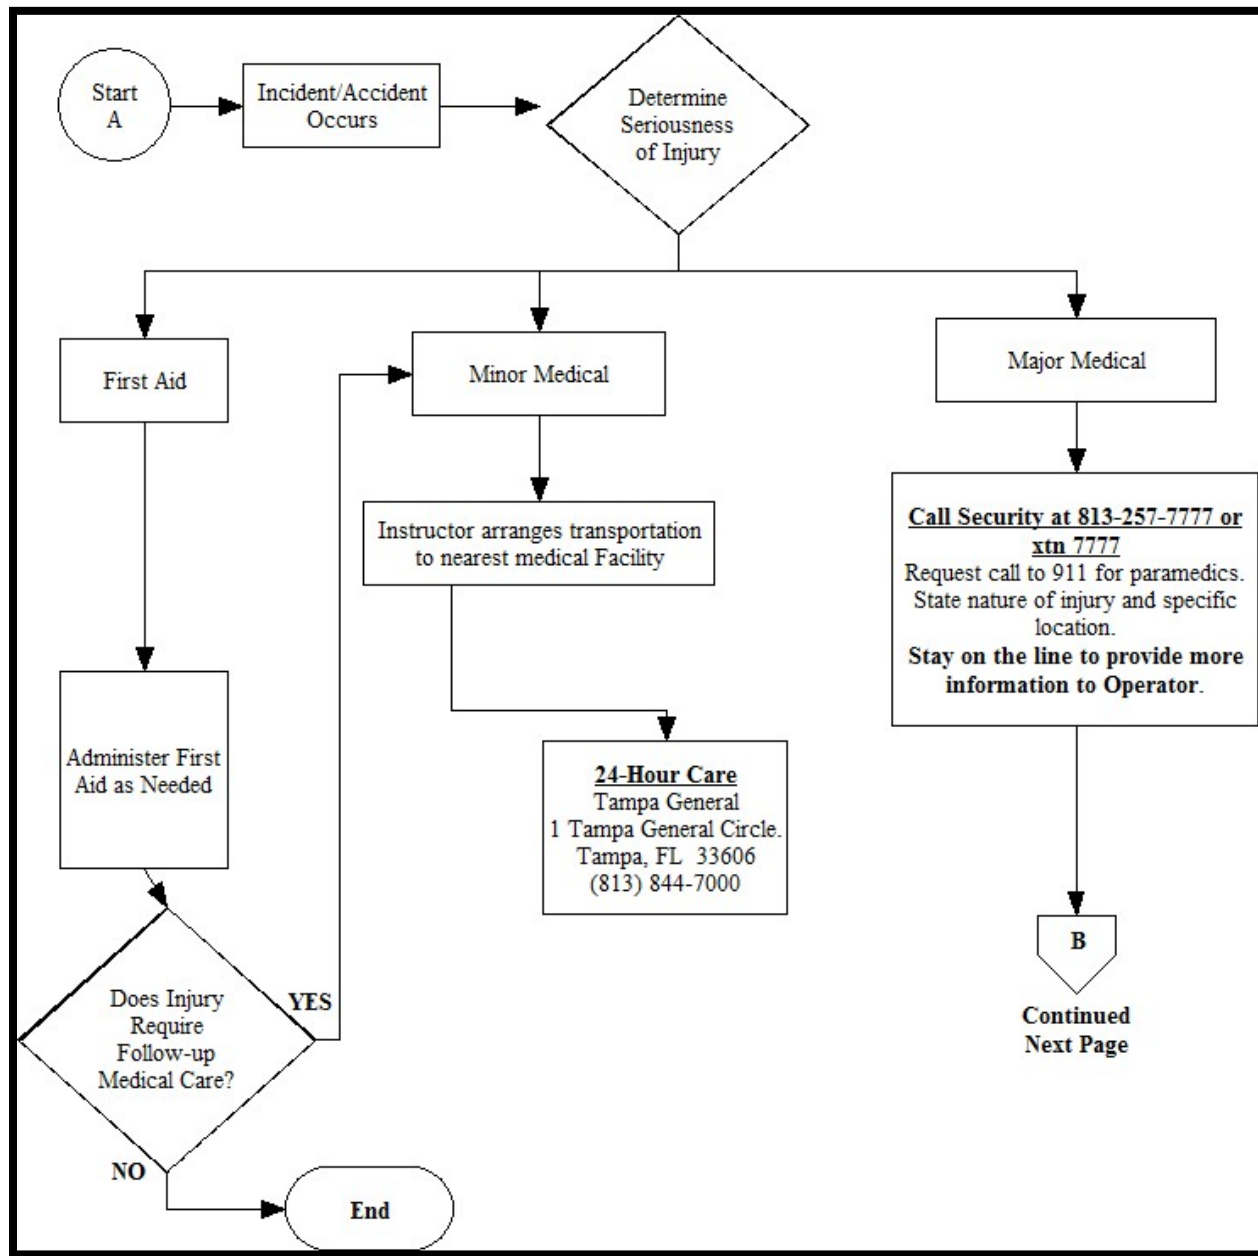 Start
A
Incident/Accident
Occurs
Determine
Seriousness
of Injury
First Aid
Minor Medical
Major Medical
Instructor arranges transportation
to nearest medical Facility
Call Security at 813-257-7777 or
xtn 7777
Request call to 911 for paramedics.
State nature of injury and specific
location.
Stay on the line to provide more
information to Operator.
Administer First
Aid as Needed
24-Hour Care
Tampa General
1 Tampa General Circle.
Tampa, FL  33606
(813) 844-7000
B
Continued
Next Page
Does Injury
Require
Follow-up
Medical Care?
YES
NO
End